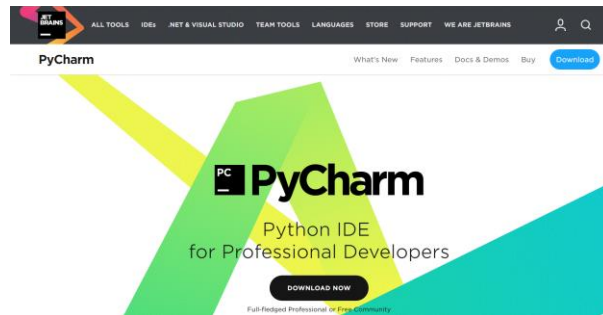 JET
BRAINS
ALL TOOLS IDEs .NET & VISUAL STUDIO TEAM TOOLS LANGUAGES STORE SUPPORT WE ARE JETBRAINS
PyCharm What's New Features Docs & Demos Buy Download
PC PyCharm
Python IDE
for Professional Developers
DOWNLOAD NOW
Full-fledged Professional or Free Community